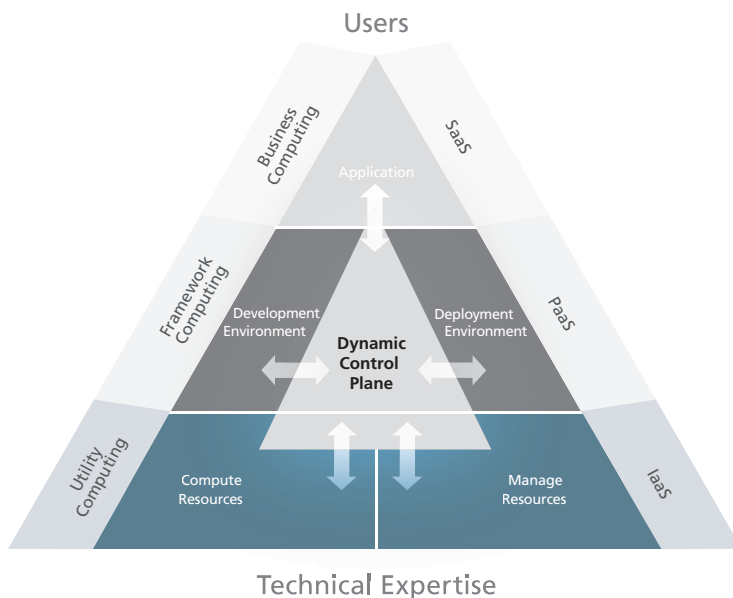 Users
Business
Computing
SaaS
Application
Framework
Computing
PaaS
Development
Environment
Deployment
Environment
Dynamic
Control
Plane
Utility
Computing
IaaS
Compute
Resources
Manage
Resources
Technical Expertise